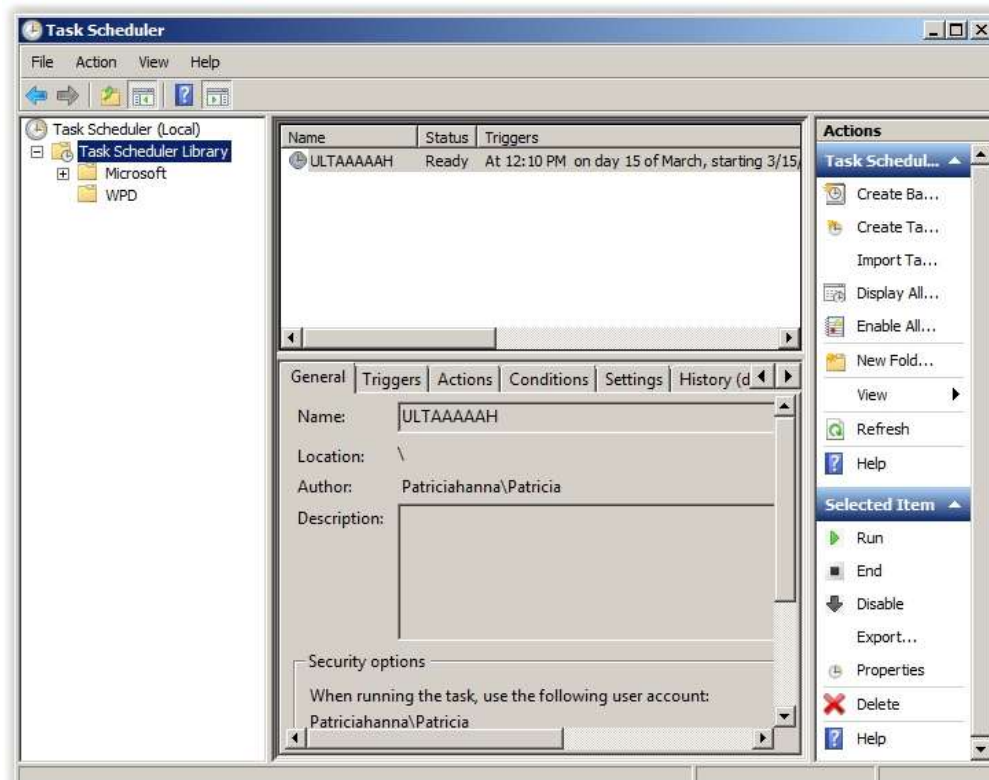 Task Scheduler
File Action View Help
Task Scheduler (Local)
Task Scheduler Library
Microsoft
WPD
Name Status Triggers
ULTAAAAAH Ready At 12:10 PM on day 15 of March, starting 3/15/
General Triggers Actions Conditions Settings History (d
Name: ULTAAAAAH
Location: \
Author: Patriciahanna\Patricia
Description:
Security options
When running the task, use the following user account:
Patriciahanna\Patricia
Actions
Task Schedul...
Create Ba...
Create Ta...
Import Ta...
Display All...
Enable All...
New Fold...
View
Refresh
Help
Selected Item
Run
End
Disable
Export...
Properties
Delete
Help